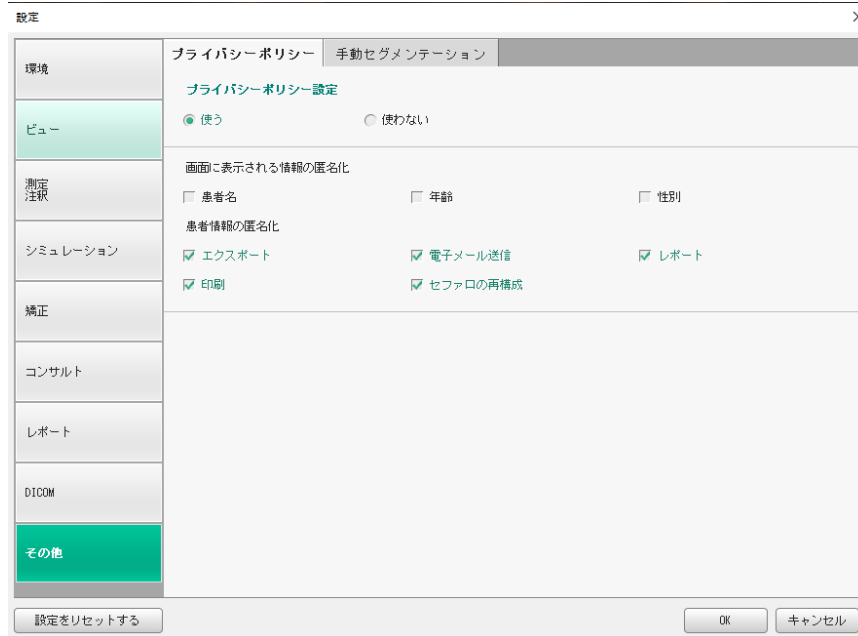 設定
環境
ビュー
測定
注釈
シミュレーション
矯正
コンサルト
レポート
DICOM
その他
プライバシーポリシー 手動セグメンテーション
プライバシーポリシー設定
使う 使わない
画面に表示される情報の匿名化
患者名 年齢 性別
患者情報の匿名化
エクスポート 電子メール送信 レポート
印刷 セファロの再構成
設定をリセットする OK キャンセル